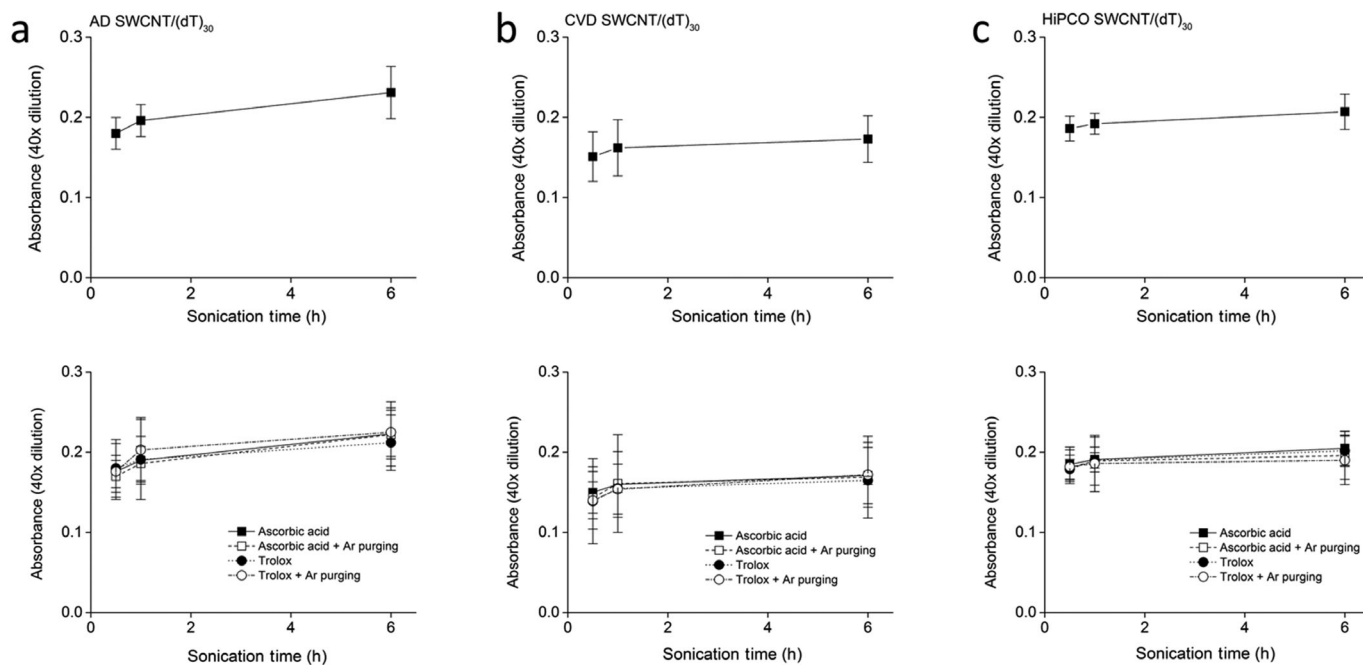 a
AD SWCNT/(dT)₃₀
0.3
0.2
0.1
0.0
Absorbance (40x dilution)
0
2
4
6
Sonication time (h)
b
CVD SWCNT/(dT)₃₀
0.3
0.2
0.1
0.0
Absorbance (40x dilution)
0
2
4
6
Sonication time (h)
c
HiPCO SWCNT/(dT)₃₀
0.3
0.2
0.1
0.0
Absorbance (40x dilution)
0
2
4
6
Sonication time (h)
0.3
0.2
0.1
0.0
Absorbance (40x dilution)
Ascorbic acid
Ascorbic acid + Ar purging
Trolox
Trolox + Ar purging
0
2
4
6
Sonication time (h)
0.3
0.2
0.1
0.0
Absorbance (40x dilution)
Ascorbic acid
Ascorbic acid + Ar purging
Trolox
Trolox + Ar purging
0
2
4
6
Sonication time (h)
0.3
0.2
0.1
0.0
Absorbance (40x dilution)
Ascorbic acid
Ascorbic acid + Ar purging
Trolox
Trolox + Ar purging
0
2
4
6
Sonication time (h)